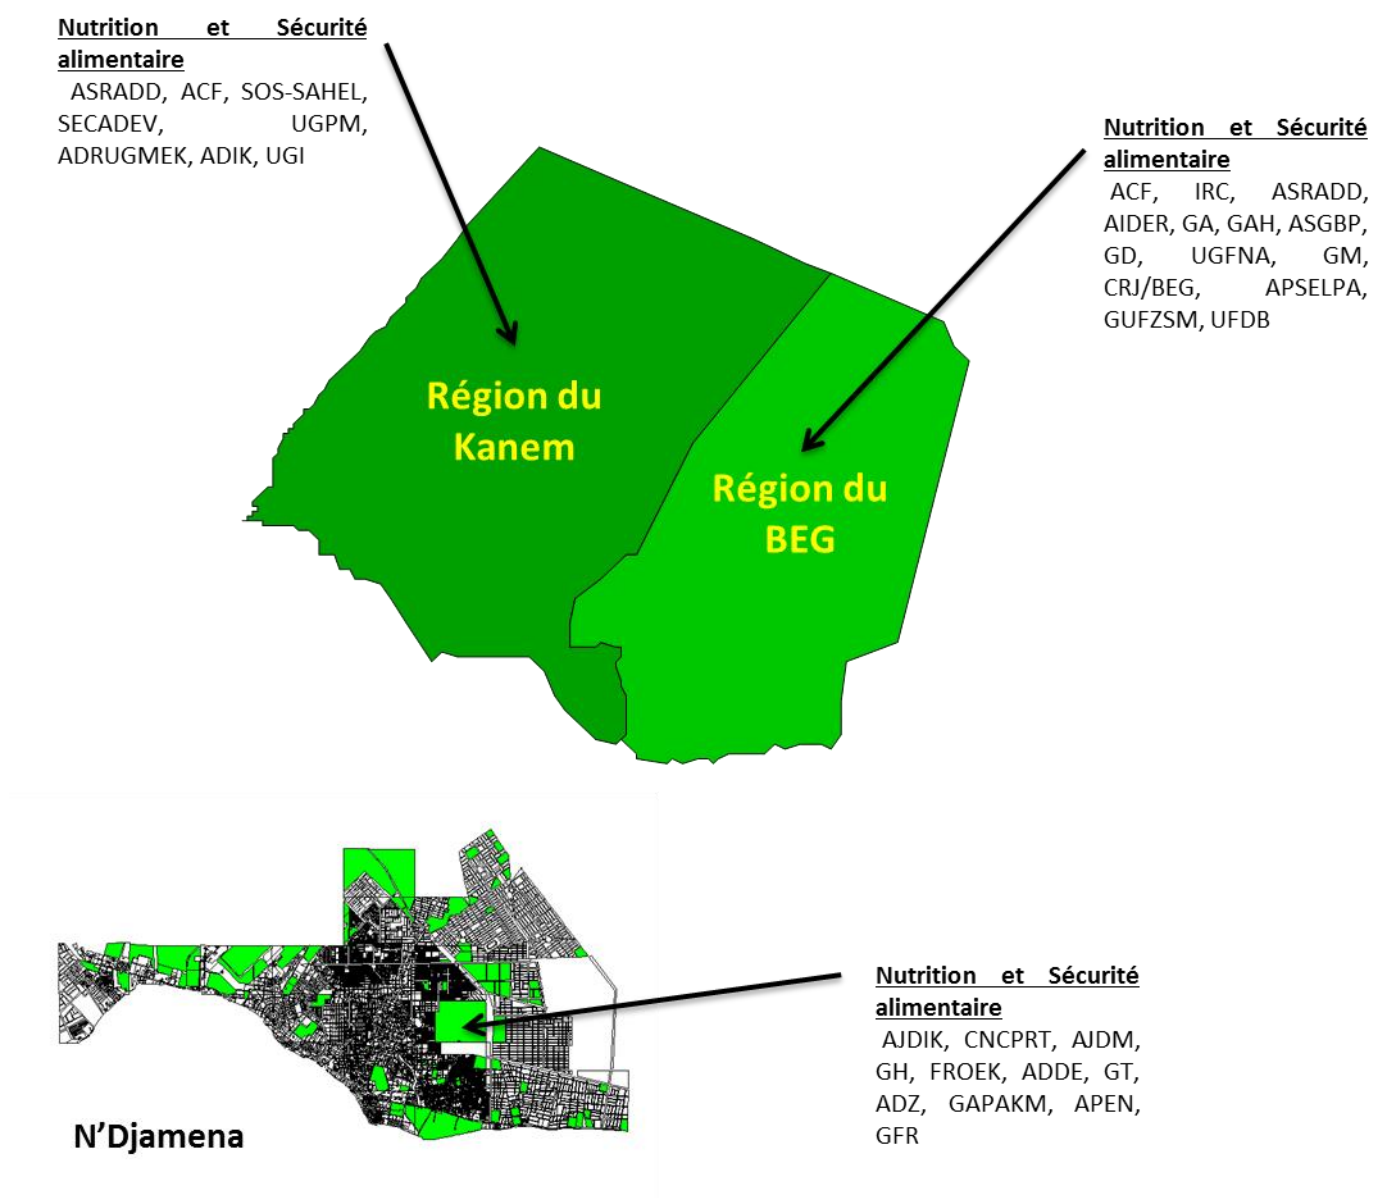 Nutrition et Sécurité
alimentaire
ASRADD, ACF, SOS-SAHEL,
SECADEV, UGPM,
ADRUGMEK, ADIK, UGI
Nutrition et Sécurité
alimentaire
ACF, IRC, ASRADD,
AIDER, GA, GAH, ASGBP,
GD, UGFNA, GM,
CRJ/BEG, APSELPA,
GUFZSM, UFDB
Région du
Kanem
Région du
BEG
Nutrition et Sécurité
alimentaire
AJDIK, CNCPRT, AJDM,
GH, FROEK, ADDE, GT,
ADZ, GAPAKM, APEN,
GFR
N’Djamena